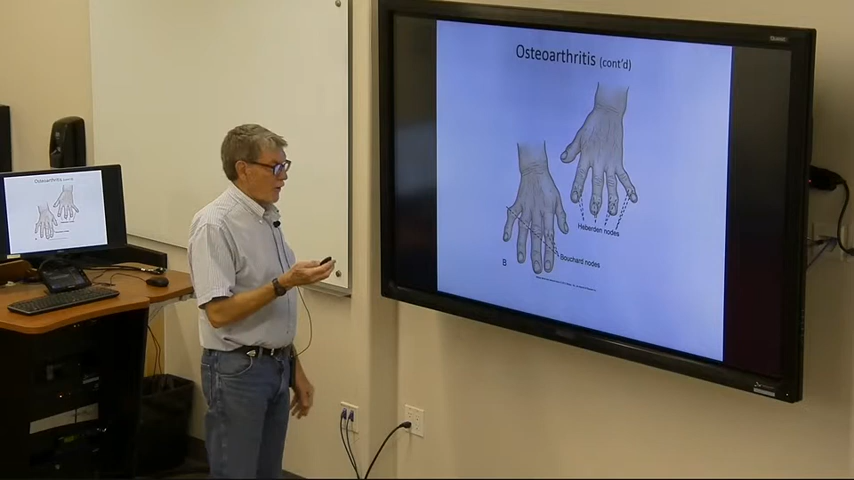 Osteoarthritis (cont'd)
Heberden nodes
Bouchard nodes
B